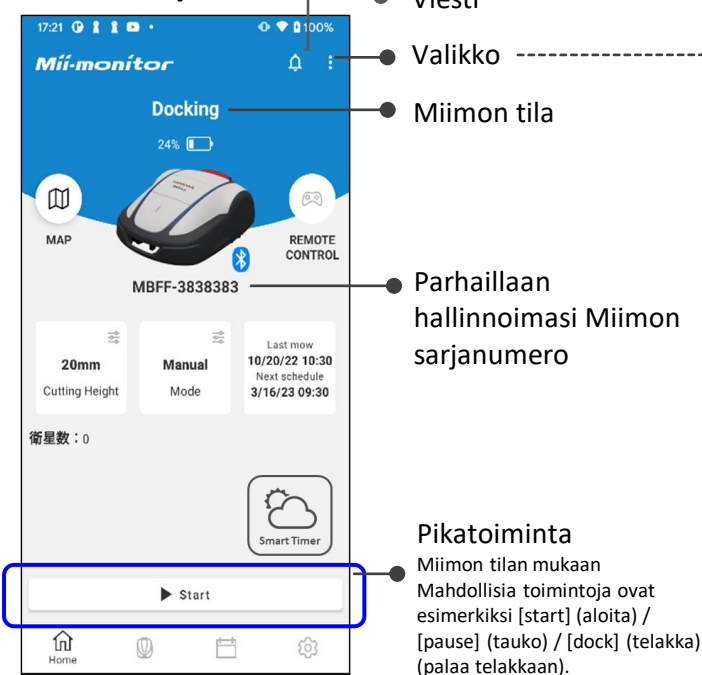 Viesti
17:21
100%
Mii-monitor
Valikko
Docking
Miimon tila
24%
MAP
REMOTE
CONTROL
MBFF-3838383
Parhaillaan
hallinnoimasi Miimon
sarjanumero
20mm
Cutting Height
Manual
Mode
Last mow
10/20/22 10:30
Next schedule
3/16/23 09:30
衛星数：0
Smart Timer
Start
Home
Pikatoiminta
Miimon tilan mukaan
Mahdollisia toimintoja ovat
esimerkiksi [start] (aloita) /
[pause] (tauko) / [dock] (telakka)
(palaa telakkaan).